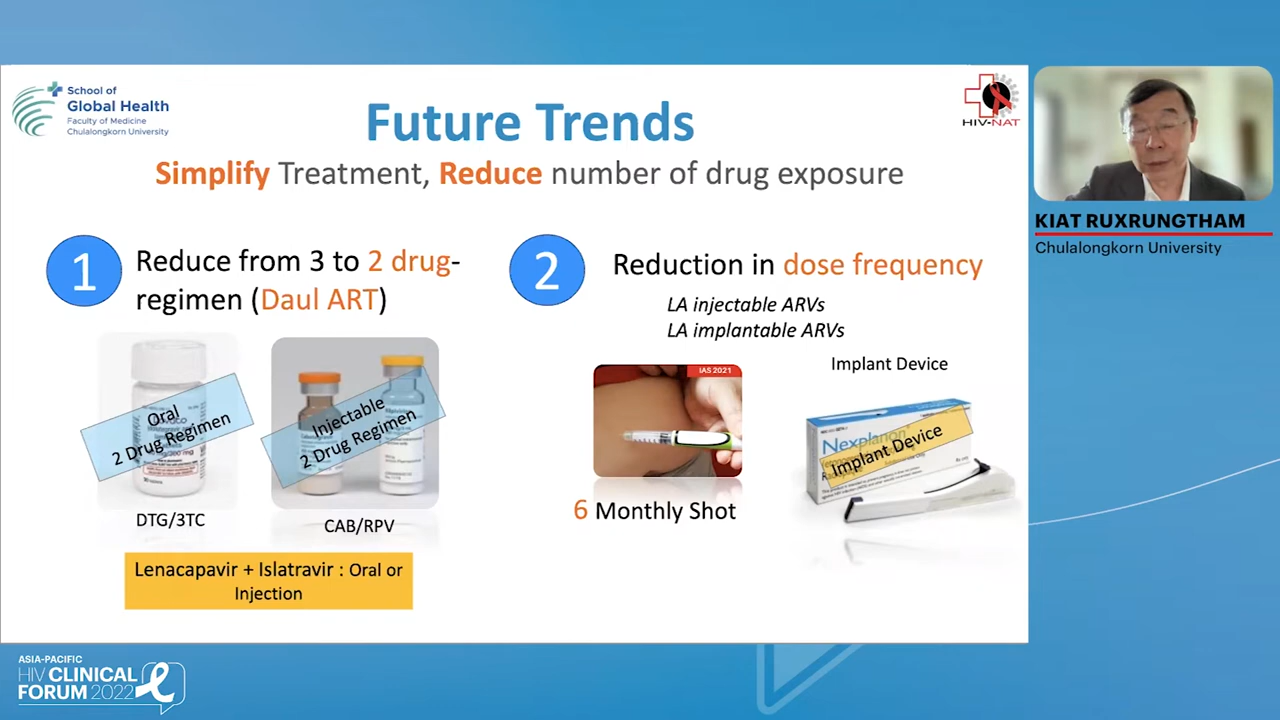 School of
Global Health
Faculty of Medicine
Chulalongkorn University
HIV-NAT
Future Trends
Simplify Treatment, Reduce number of drug exposure
1
Reduce from 3 to 2 drug-
regimen (Daul ART)
Oral
2 Drug Regimen
DTG/3TC
Injectable
2 Drug Regimen
CAB/RPV
Lenacapavir + Islatravir : Oral or
Injection
2
Reduction in dose frequency
LA injectable ARVs
LA implantable ARVs
IAS 2021
6 Monthly Shot
Implant Device
Nexplanon
Implant Device
KIAT RUXRUNGTHAM
Chulalongkorn University
ASIA-PACIFIC
HIV CLINICAL
FORUM 2022